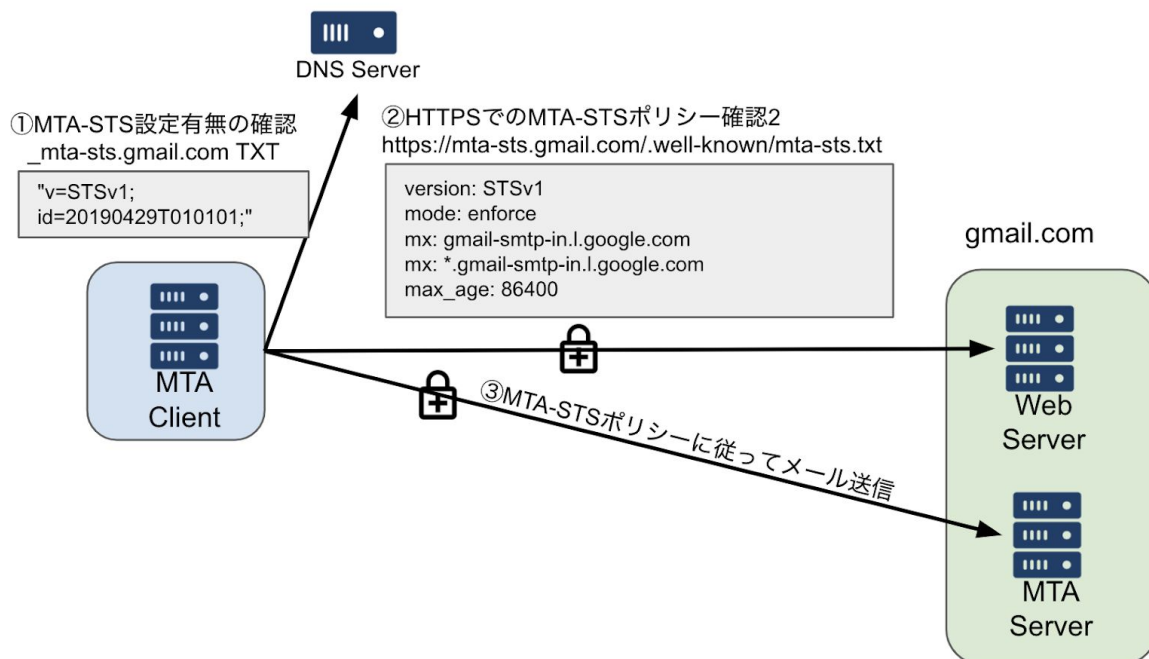 DNS Server
①MTA-STS設定有無の確認
_mta-sts.gmail.com TXT
"v=STSv1;
id=20190429T010101;"
②HTTPSでのMTA-STSポリシー確認2
https://mta-sts.gmail.com/.well-known/mta-sts.txt
version: STSv1
mode: enforce
mx: gmail-smtp-in.l.google.com
mx: *.gmail-smtp-in.l.google.com
max_age: 86400
gmail.com
MTA
Client
③MTA-STSポリシーに従ってメール送信
Web
Server
MTA
Server